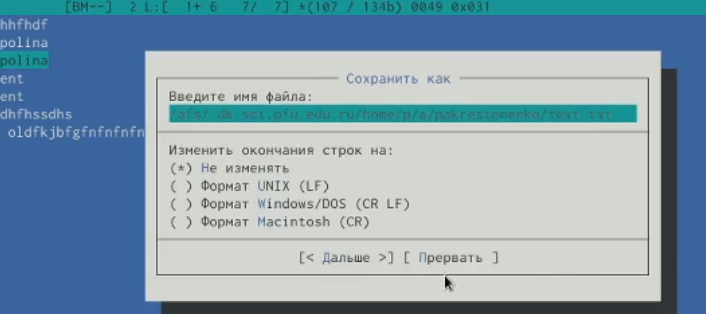 [BM--]  2 L:[  1+ 6   7/  7] *(107 / 134b) 0049 0x031
hhfhdf
polina
polina
ent
ent
dhfhssdhs
oldfkjbfgfnfnfnfn
Сохранить как
Введите имя файла:
/afs/.dk.sci.pfu.edu.ru/home/p/a/pakrestenenko/text.txt
Изменить окончания строк на:
(*) Не изменять
( ) Формат UNIX (LF)
( ) Формат Windows/DOS (CR LF)
( ) Формат Macintosh (CR)
[< Дальше >] [ Прервать ]